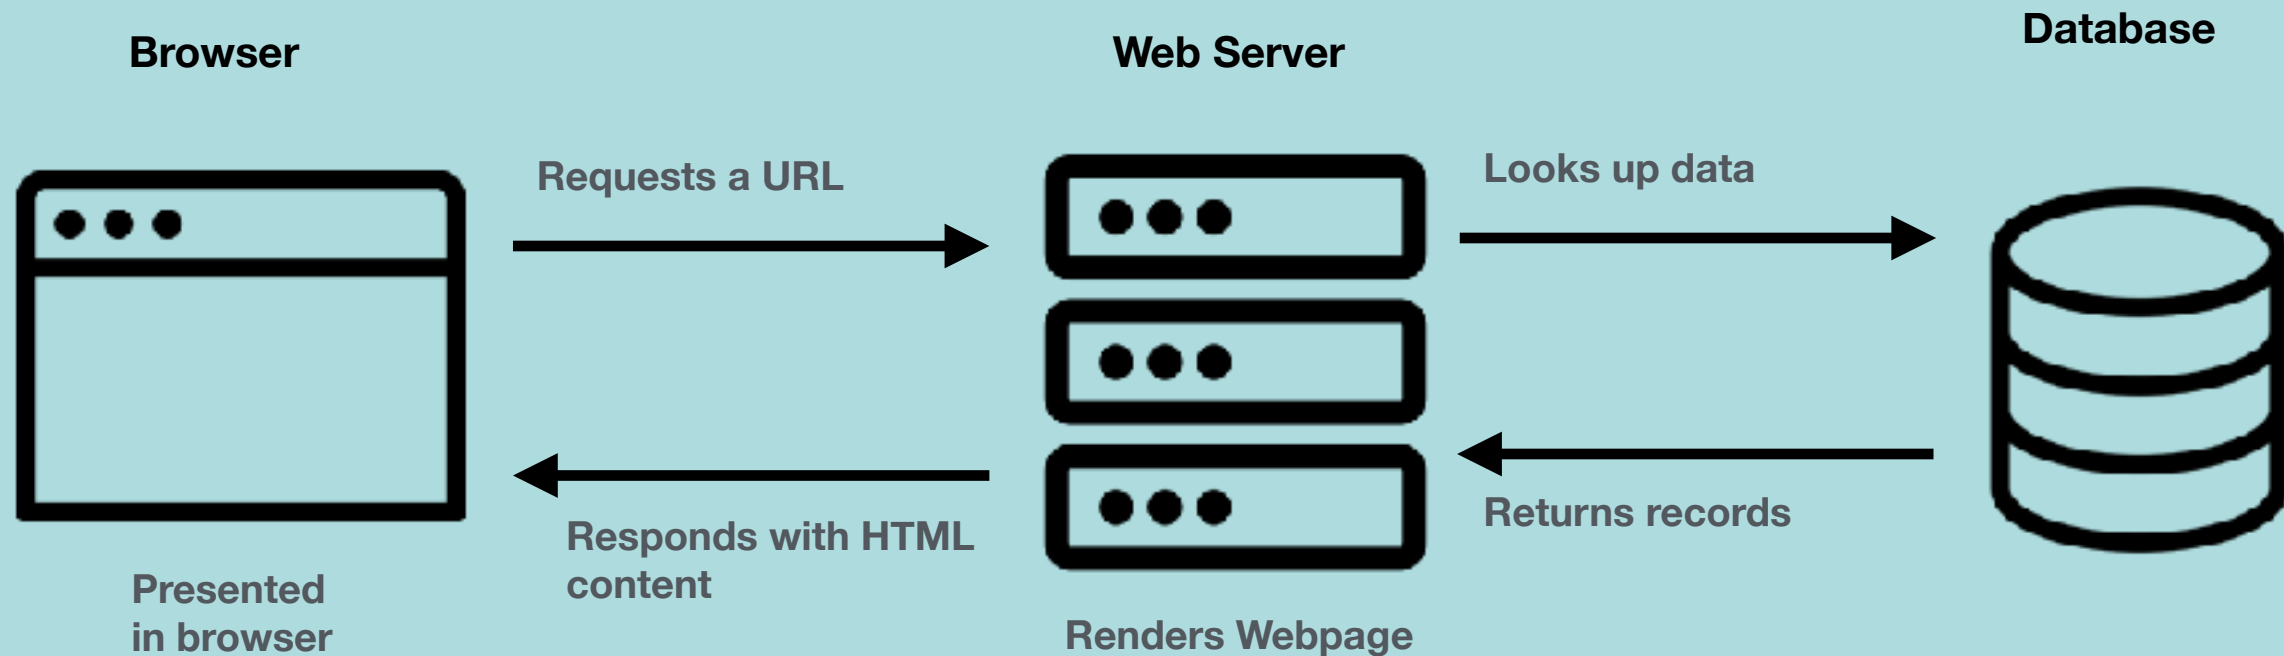 Browser
Web Server
Database
Requests a URL
Looks up data
Responds with HTML
content
Returns records
Presented
in browser
Renders Webpage